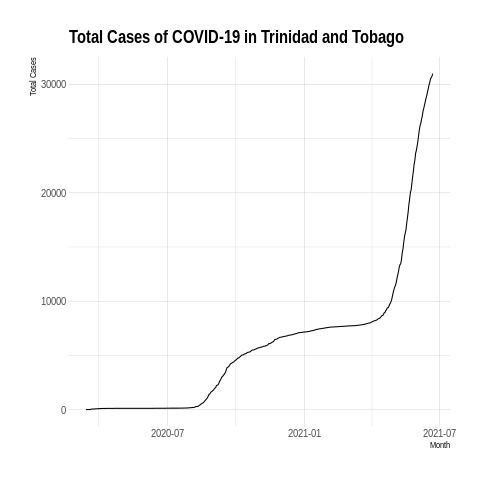 Total Cases of COVID-19 in Trinidad and Tobago
Total Cases
30000
20000
10000
0
2020-07
2021-01
2021-07
Month